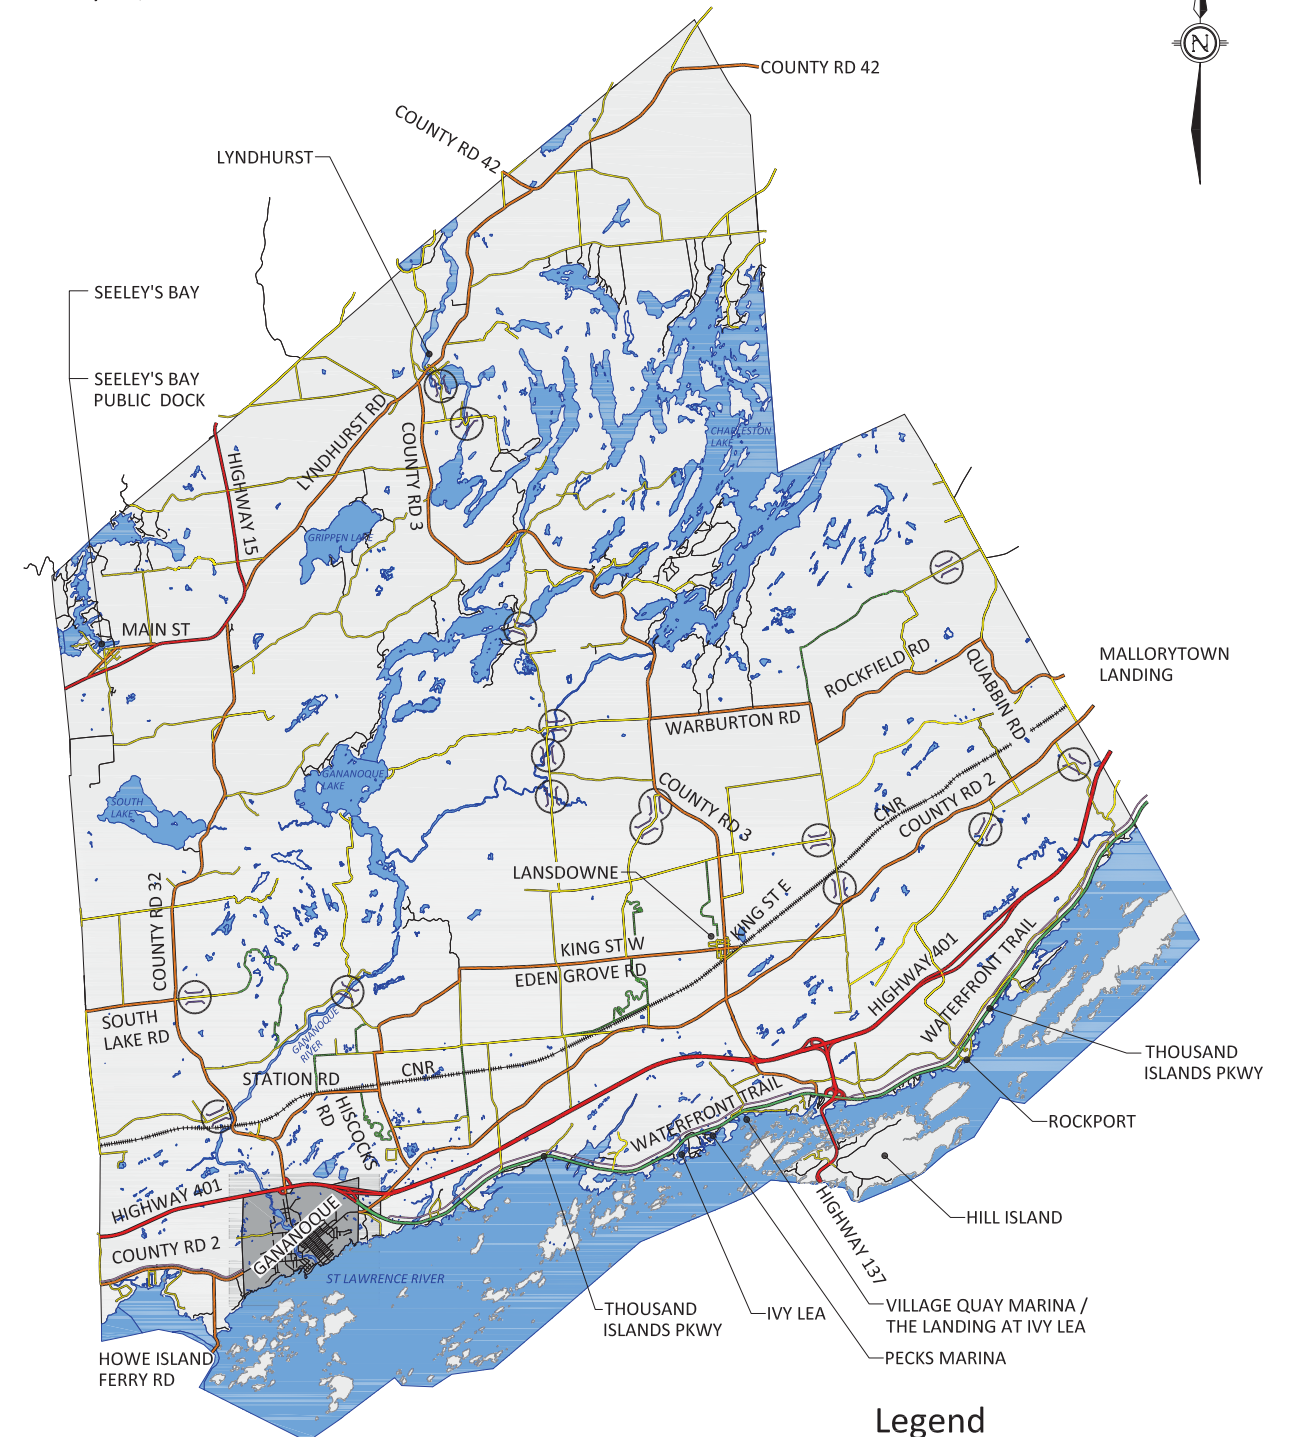 N
COUNTY RD 42
COUNTY RD 42
LYNDHURST
SEELEY'S BAY
SEELEY'S BAY
PUBLIC DOCK
LYNDHURST RD
COUNTY RD 3
HIGHWAY 15
CHARLESTON
LAKE
GRIPPEN LAKE
MAIN ST
ROCKFIELD RD
QUABBIN RD
MALLORYTOWN
LANDING
WARBURTON RD
GANANOQUE
LAKE
SOUTH
LAKE
COUNTY RD 3
CNR
COUNTY RD 2
LANSDOWNE
COUNTY RD 32
KING ST E
KING ST W
EDEN GROVE RD
HIGHWAY 401
WATERFRONT TRAIL
SOUTH
LAKE RD
GANANOQUE
RIVER
THOUSAND
ISLANDS PKWY
STATION RD
CNR
HISCOCKS
RD
WATERFRONT TRAIL
ROCKPORT
HIGHWAY 401
HILL ISLAND
HIGHWAY 137
GANANOQUE
COUNTY RD 2
ST LAWRENCE RIVER
THOUSAND
ISLANDS PKWY
IVY LEA
VILLAGE QUAY MARINA /
THE LANDING AT IVY LEA
PECKS MARINA
HOWE ISLAND
FERRY RD
Legend